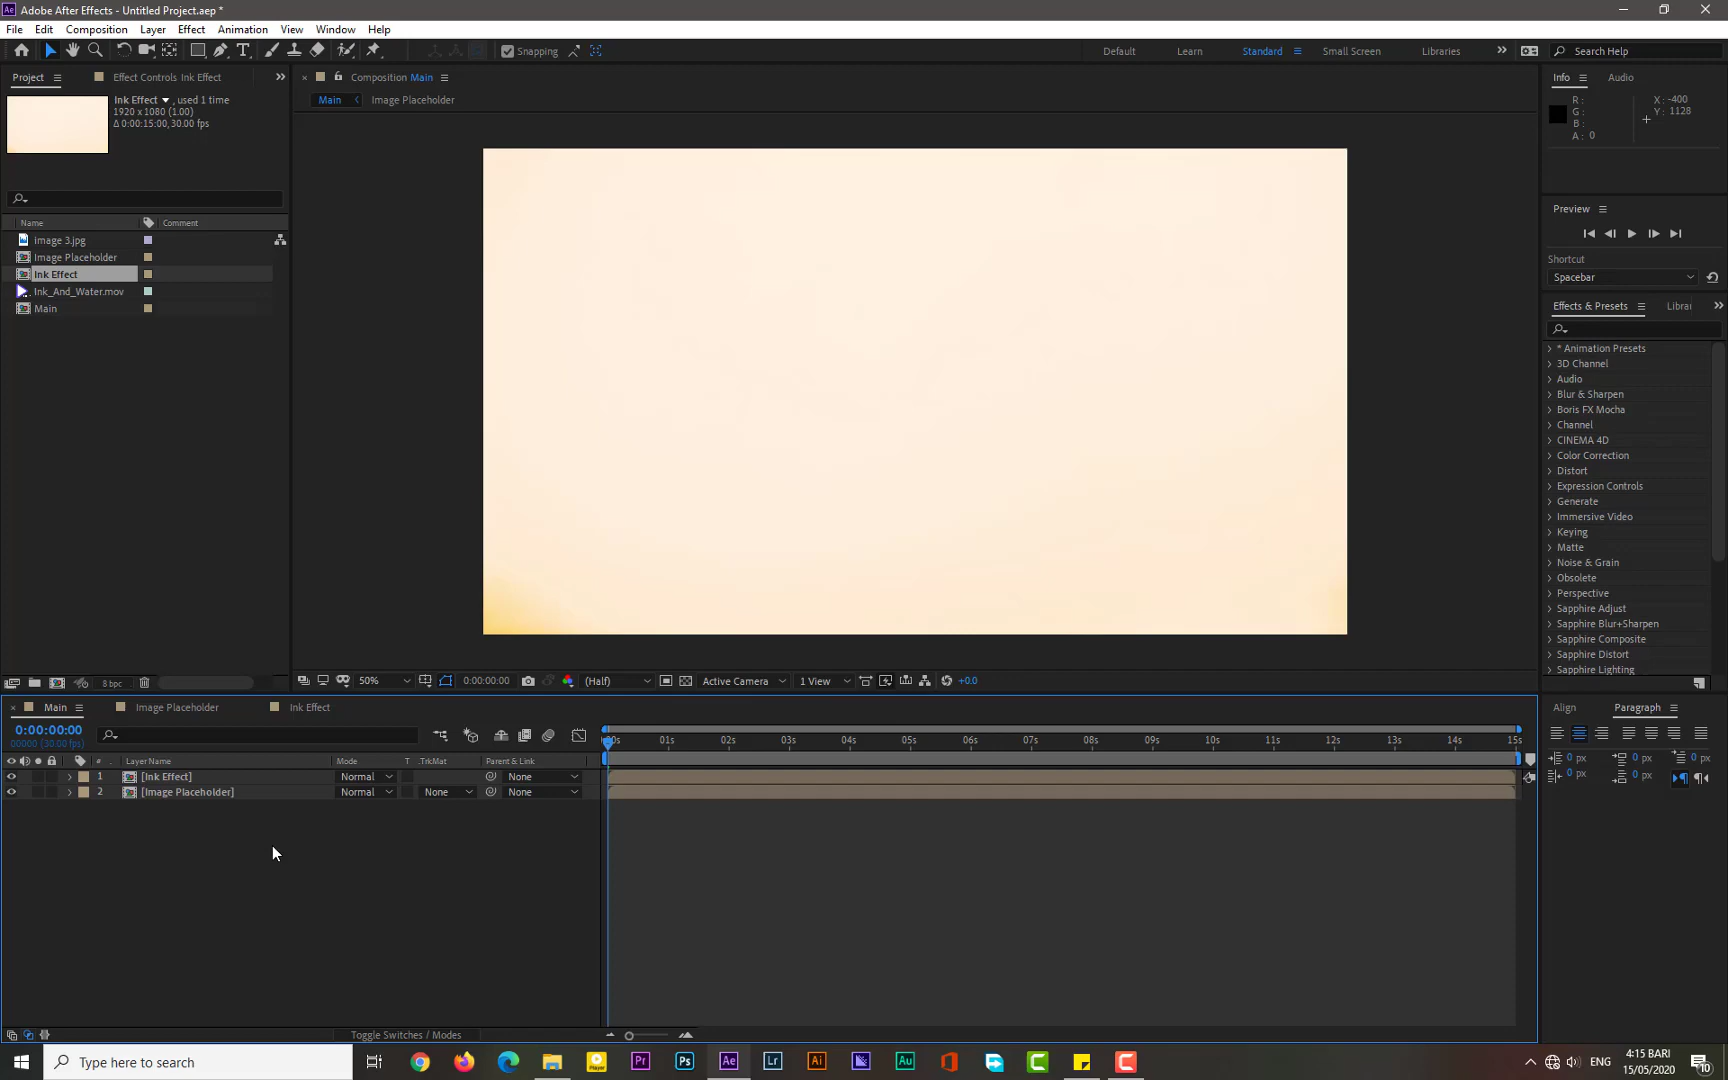 Adobe After Effects - Untitled Project.aep *
File Edit Composition Layer Effect Animation View Window Help
Snapping Default Learn Standard Small Screen Libraries Search Help
Project Effect Controls Ink Effect
Composition Main
Main Image Placeholder
Ink Effect , used 1 time
1920 x 1080 (1.00)
Δ 0:00:15:00, 30.00 fps
Name Comment
image 3.jpg
Image Placeholder
Ink Effect
Ink_And_Water.mov
Main
8 bpc
50% 0:00:00:00 (Half) Active Camera 1 View +0.0
Info Audio
R :
G :
B :
A : 0
X : -400
Y : 1128
Preview
Shortcut
Spacebar
Effects & Presets Librar
* Animation Presets
3D Channel
Audio
Blur & Sharpen
Boris FX Mocha
Channel
CINEMA 4D
Color Correction
Distort
Expression Controls
Generate
Immersive Video
Keying
Matte
Noise & Grain
Obsolete
Perspective
Sapphire Adjust
Sapphire Blur+Sharpen
Sapphire Composite
Sapphire Distort
Sapphire Lighting
Main Image Placeholder Ink Effect
0:00:00:00
00000 (30.00 fps)
00s 01s 02s 03s 04s 05s 06s 07s 08s 09s 10s 11s 12s 13s 14s 15s
# Layer Name Mode T .TrkMat Parent & Link
1 [Ink Effect] Normal None
2 [Image Placeholder] Normal None None
Toggle Switches / Modes
Align Paragraph
0 px 0 px 0 px
0 px 0 px
Type here to search
Player Pr Ps Ae Lr Ai Au
ENG
4:15 BARI
15/05/2020
10